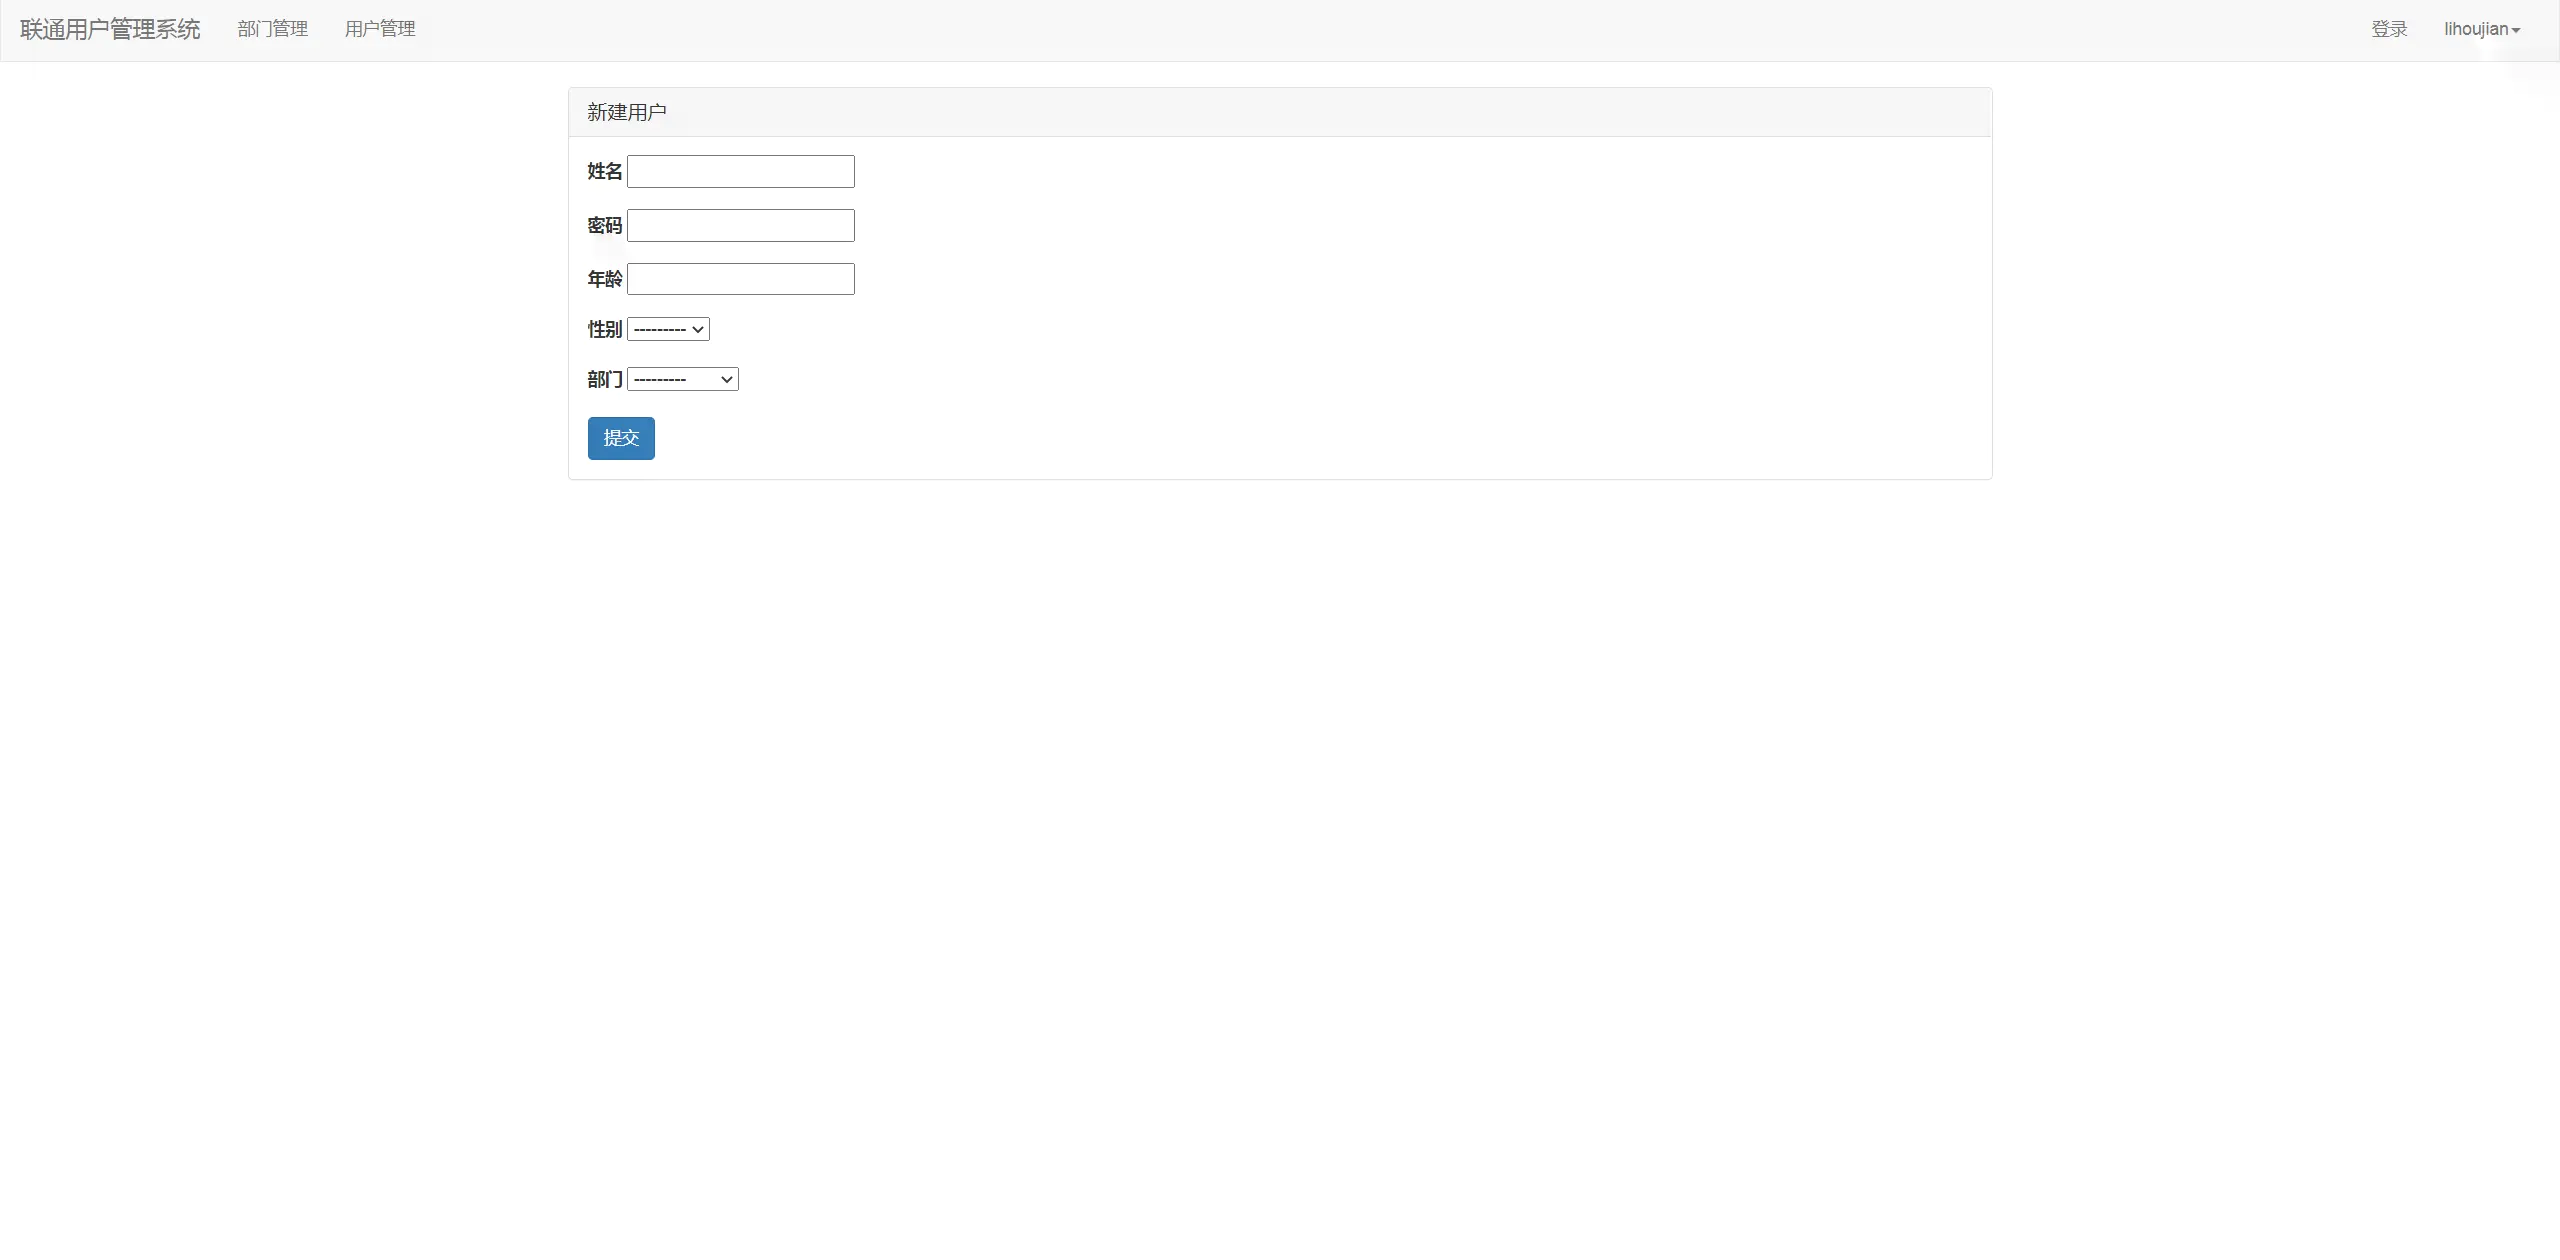 联通用户管理系统 部门管理 用户管理 登录 lihoujian
新建用户
姓名
密码
年龄
性别 ---------
部门 ---------
提交